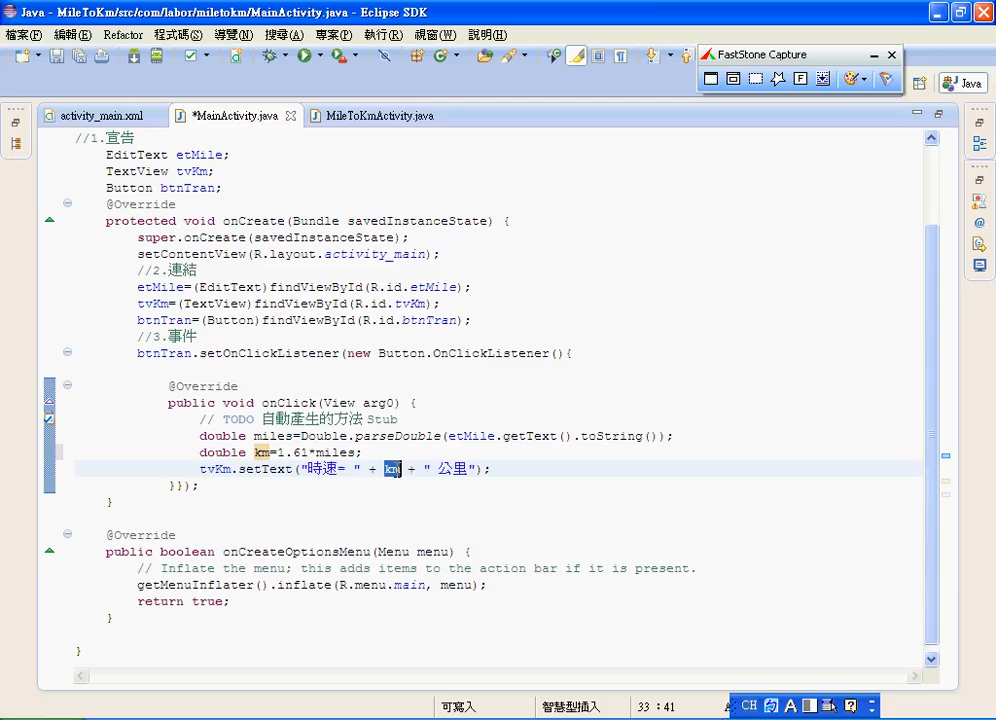 Java - MileToKm/src/com/labor/miletokm/MainActivity.java - Eclipse SDK
檔案(F) 編輯(E) Refactor 程式碼(S) 導覽(N) 搜尋(A) 專案(P) 執行(R) 視窗(W) 說明(H)
FastStone Capture
Java
activity_main.xml *MainActivity.java MileToKmActivity.java
//1.宣告
EditText etMile;
TextView tvKm;
Button btnTran;
@Override
protected void onCreate(Bundle savedInstanceState) {
super.onCreate(savedInstanceState);
setContentView(R.layout.activity_main);
//2.連結
etMile=(EditText)findViewById(R.id.etMile);
tvKm=(TextView)findViewById(R.id.tvKm);
btnTran=(Button)findViewById(R.id.btnTran);
//3.事件
btnTran.setOnClickListener(new Button.OnClickListener(){
@Override
public void onClick(View arg0) {
// TODO 自動產生的方法 Stub
double miles=Double.parseDouble(etMile.getText().toString());
double km=1.61*miles;
tvKm.setText("時速= " + km + " 公里");
}});
}
@Override
public boolean onCreateOptionsMenu(Menu menu) {
// Inflate the menu; this adds items to the action bar if it is present.
getMenuInflater().inflate(R.menu.main, menu);
return true;
}
}
可寫入 智慧型插入 33 : 41 CH